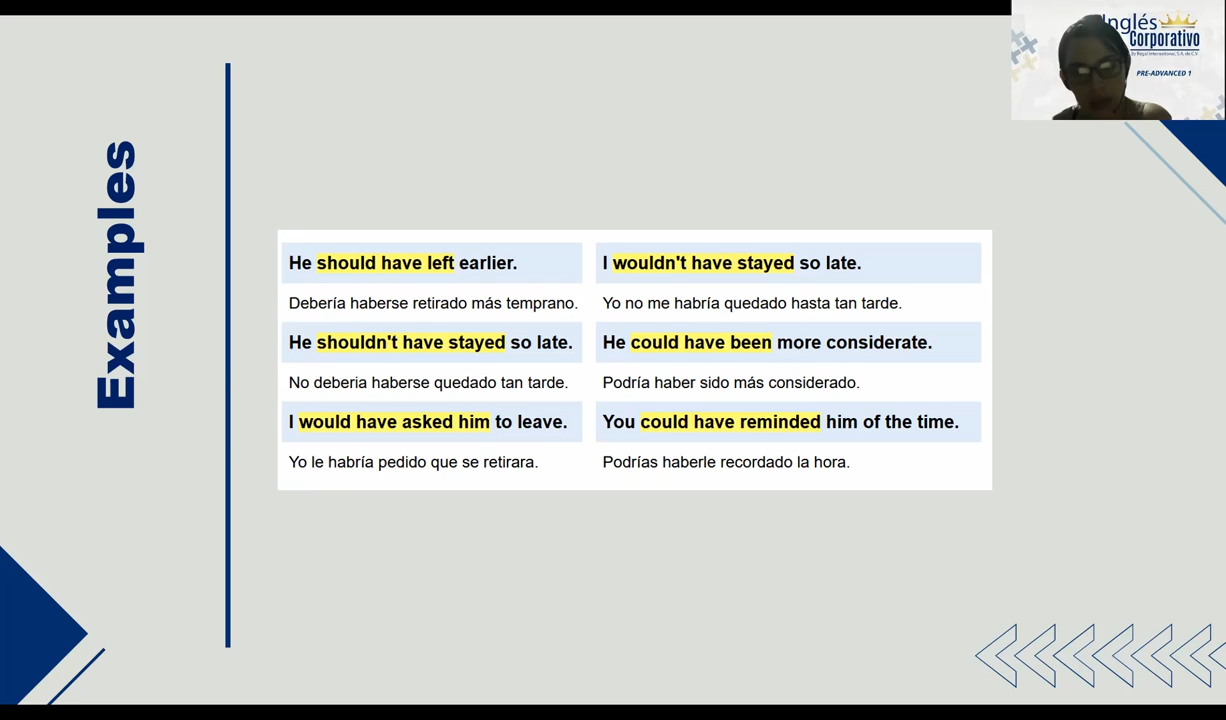 Inglés
Corporativo
By Regal International, S.A. de C.V.
PRE-ADVANCED 1
Examples
He should have left earlier.
Debería haberse retirado más temprano.
He shouldn't have stayed so late.
No deberia haberse quedado tan tarde.
I would have asked him to leave.
Yo le habría pedido que se retirara.
I wouldn't have stayed so late.
Yo no me habría quedado hasta tan tarde.
He could have been more considerate.
Podría haber sido más considerado.
You could have reminded him of the time.
Podrías haberle recordado la hora.